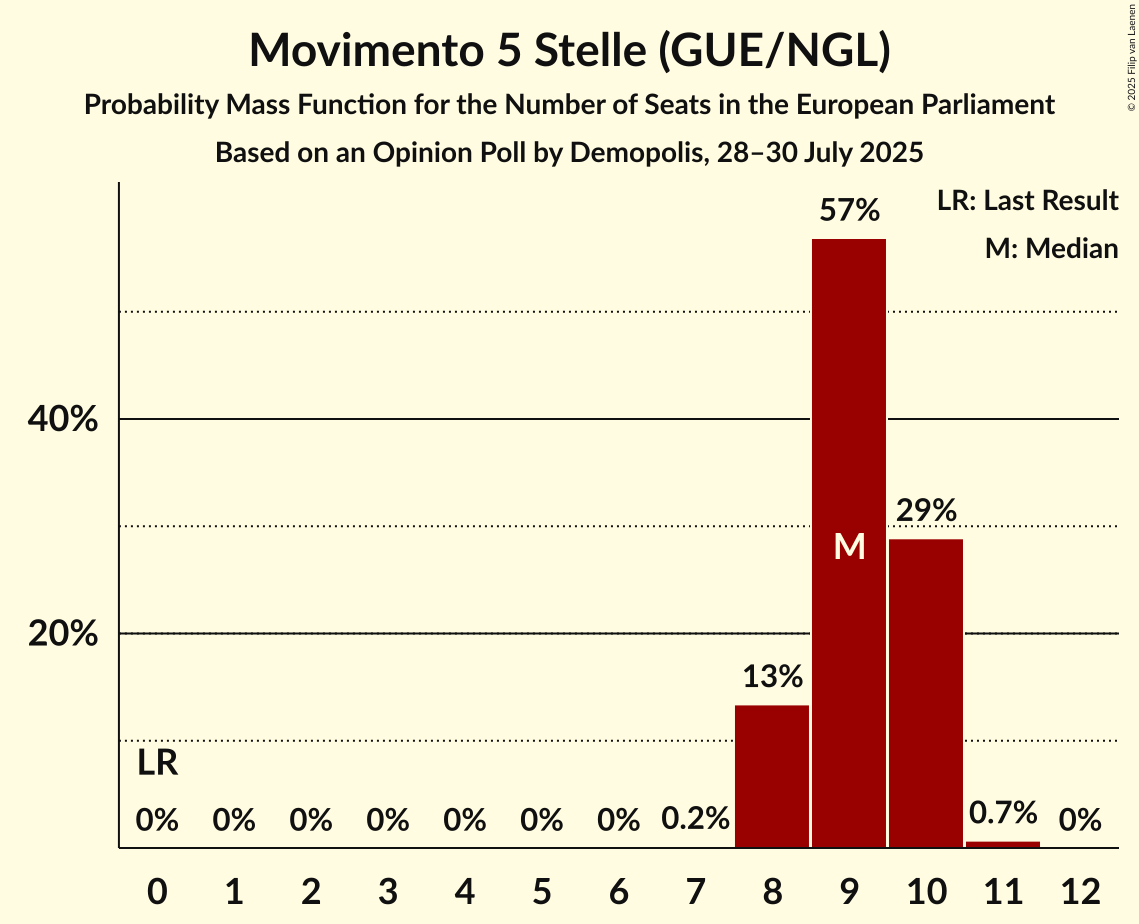 Movimento 5 Stelle (GUE/NGL)
Probability Mass Function for the Number of Seats in the European Parliament
Based on an Opinion Poll by Demopolis, 28–30 July 2025
© 2025 Filip van Laenen
LR: Last Result
M: Median
57%
40%
29%
M
20%
13%
LR
0% 0% 0% 0% 0% 0% 0% 0.2% 0.7% 0%
0 1 2 3 4 5 6 7 8 9 10 11 12